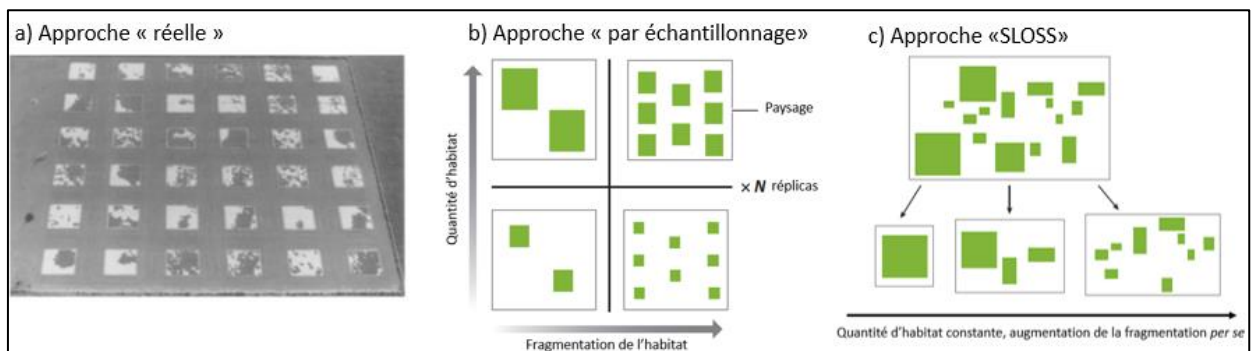 a) Approche « réelle »
b) Approche « par échantillonnage»
c) Approche «SLOSS»
Quantité d'habitat
Paysage
× N réplicas
Fragmentation de l'habitat
Quantité d'habitat constante, augmentation de la fragmentation per se